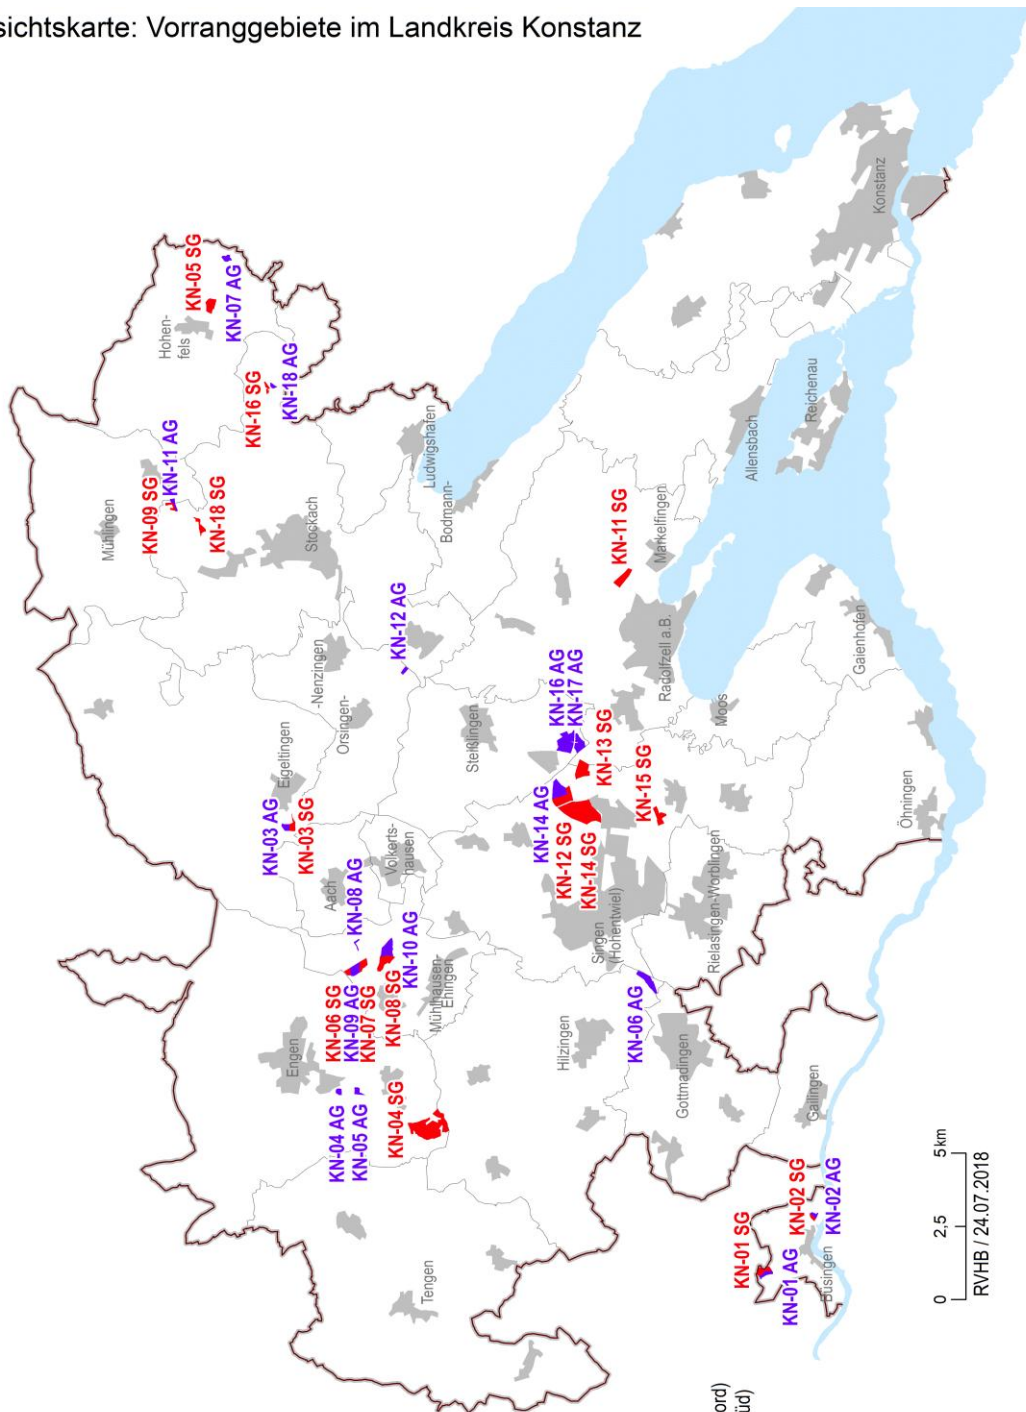 sichtskarte: Vorranggebiete im Landkreis Konstanz
KN-05 SG
KN-07 AG
Hohen-
fels
KN-16 SG
KN-18 AG
KN-11 AG
KN-09 SG
KN-18 SG
Mühlingen
Stockach
Ludwigshafen
Bodmann-
Konstanz
Allensbach
Reichenau
KN-11 SG
Markelfingen
KN-12 AG
-Nenzingen
Orsingen-
Eigeltingen
Steißlingen
KN-16 AG
KN-17 AG
Radolfzell a.B.
Moos
Gaienhofen
KN-13 SG
KN-15 SG
KN-03 AG
KN-03 SG
KN-14 AG
KN-12 SG
KN-14 SG
Öhningen
Aach
Volkerts-
hausen
KN-08 AG
KN-10 AG
Singen
(Hohentwiel)
Rielasingen-Worblingen
KN-06 SG
KN-09 AG
KN-07 SG
KN-08 SG
Mühlhausen-
Ehingen
KN-06 AG
Engen
Hilzingen
Gottmadingen
Gailingen
KN-04 AG
KN-05 AG
KN-04 SG
Tengen
KN-01 SG
KN-01 AG
KN-02 SG
KN-02 AG
Büsingen
0
2,5
5km
RVHB / 24.07.2018
ord)
üd)